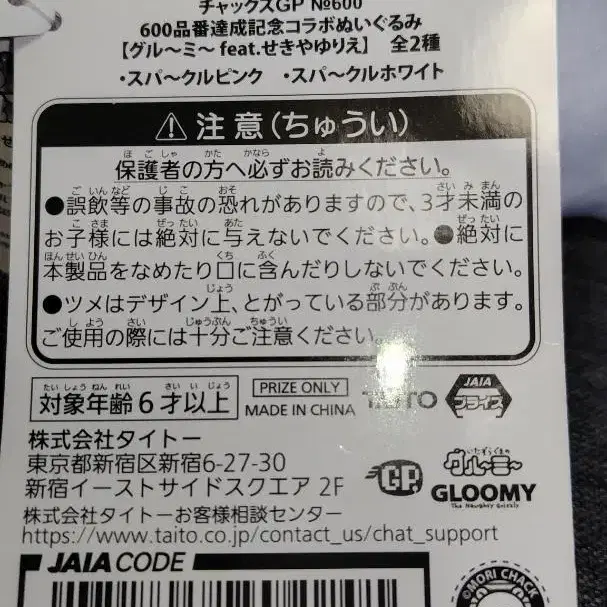 チャックスGP №600
600品番達成記念コラボぬいぐるみ
【グル〜ミ〜 feat.せきやゆりえ】 全2種
・スパ〜クルピンク ・スパ〜クルホワイト
⚠注意(ちゅうい)
保護者の方へ必ずお読みください。
●誤飲等の事故の恐れがありますので、3才未満の
お子様には絶対に与えないでください。●絶対に
本製品をなめたり口に含んだりしないでください。
●ツメはデザイン上、とがっている部分があります。
ご使用の際には十分ご注意ください。
対象年齢6才以上
PRIZE ONLY
MADE IN CHINA
TAITO
JAIA
プライズ
株式会社タイトー
東京都新宿区新宿6-27-30
新宿イーストサイドスクエア 2F
GP
いたずらぐまの
グル〜ミ〜
GLOOMY
The Naughty Grizzly
株式会社タイトーお客様相談センター
https://www.taito.co.jp/contact_us/chat_support
JAIA CODE
©MORI CHACK